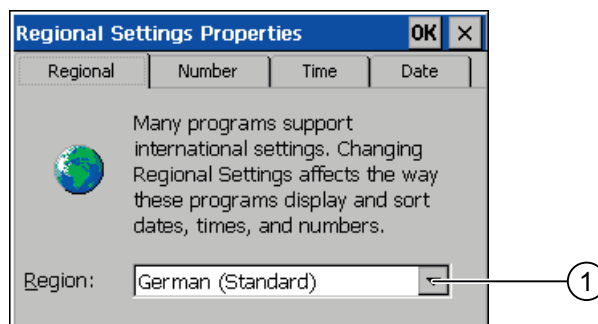 Regional Settings Properties OK ×
Regional Number Time Date
Many programs support
international settings. Changing
Regional Settings affects the way
these programs display and sort
dates, times, and numbers.
Region: German (Standard) 1